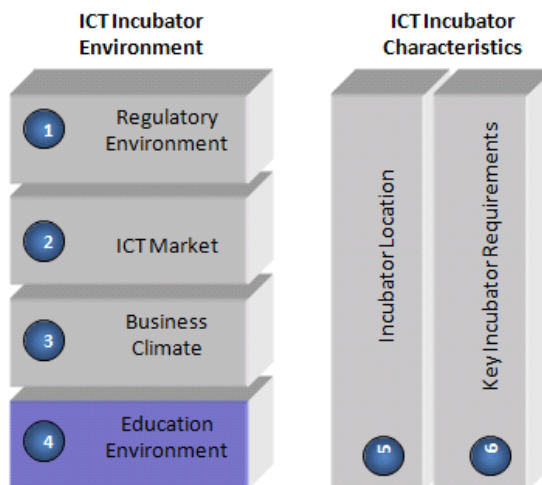 ICT Incubator
Environment
1
Regulatory
Environment
2
ICT Market
3
Business
Climate
4
Education
Environment
ICT Incubator
Characteristics
Incubator Location
5
Key Incubator Requirements
6